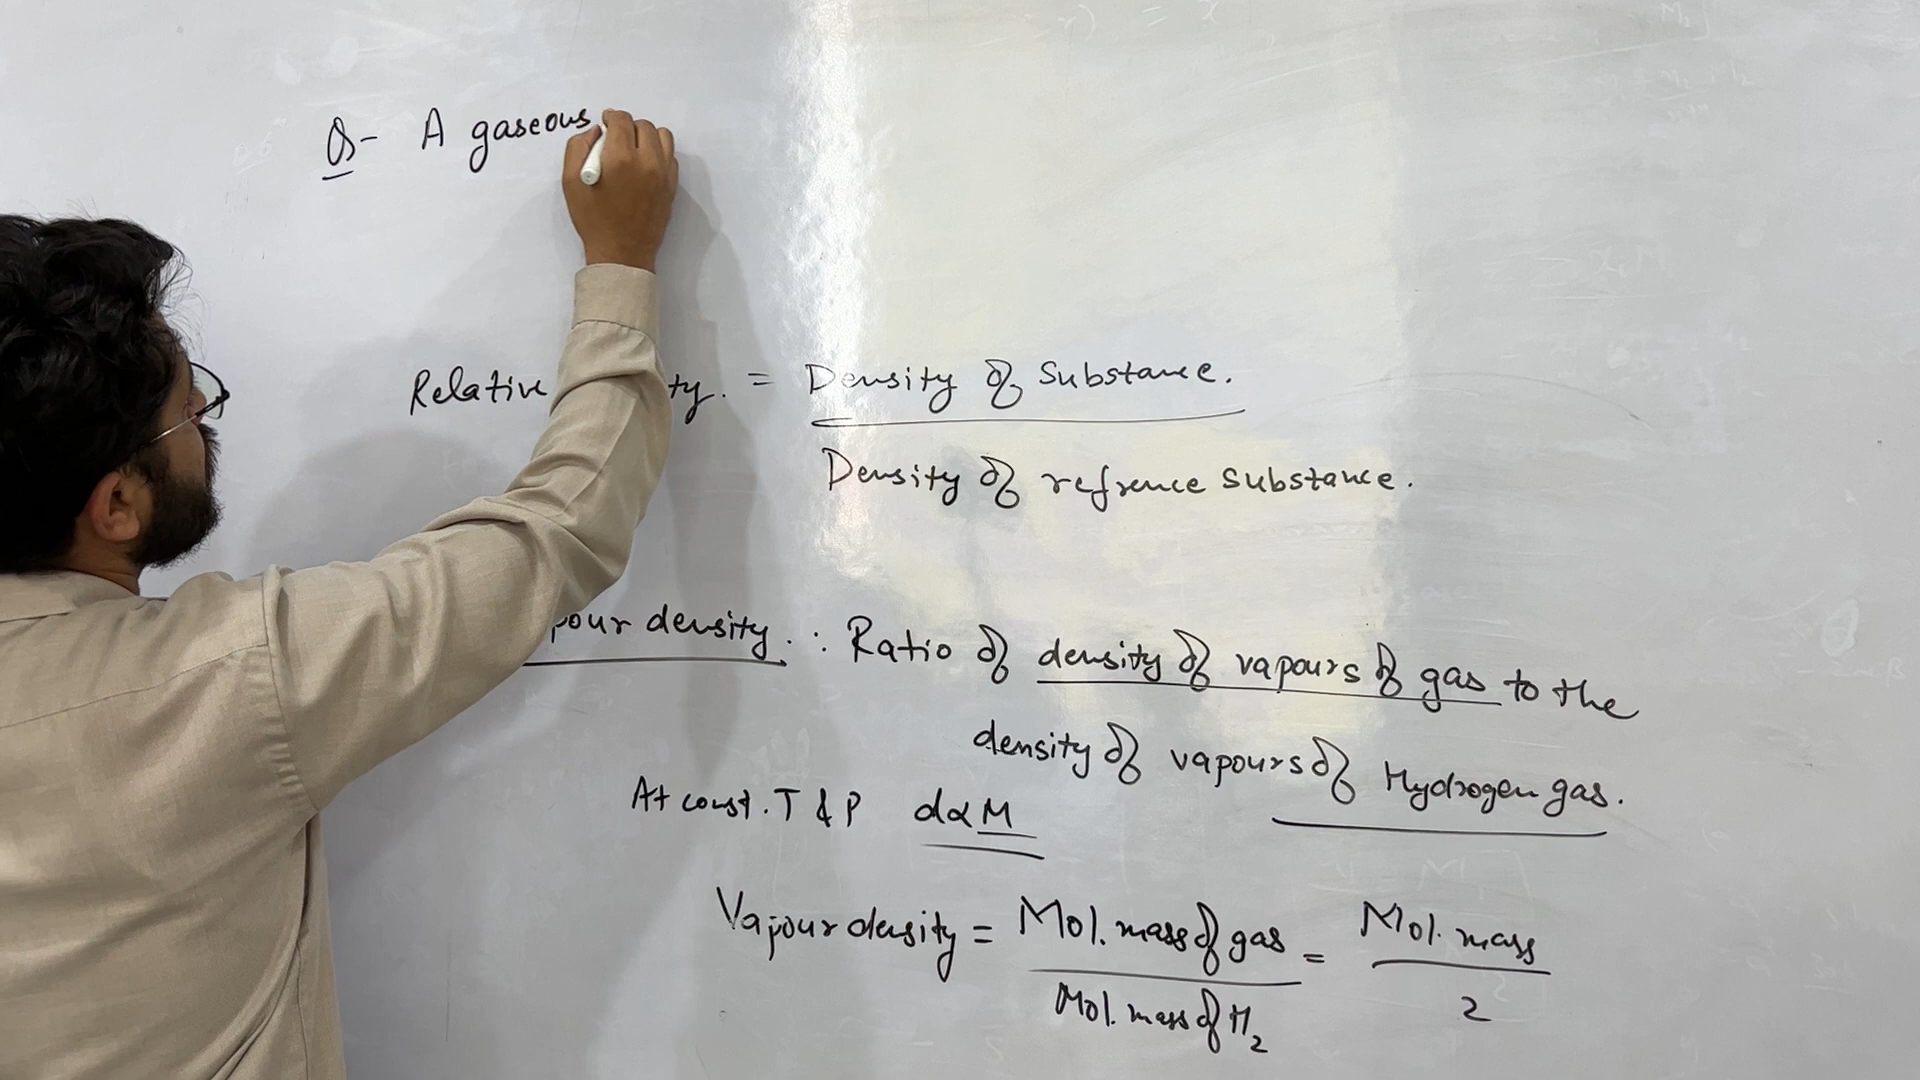 Q- A gaseous
Relative ty. = Density of Substance.
Density of refrence substance.
pour density. : Ratio of density of vapours of gas to the
density of vapours of Hydrogen gas.
At const. T & P d α M
Vapour density = Mol. mass of gas = Mol. mass
Mol. mass of H₂ 2